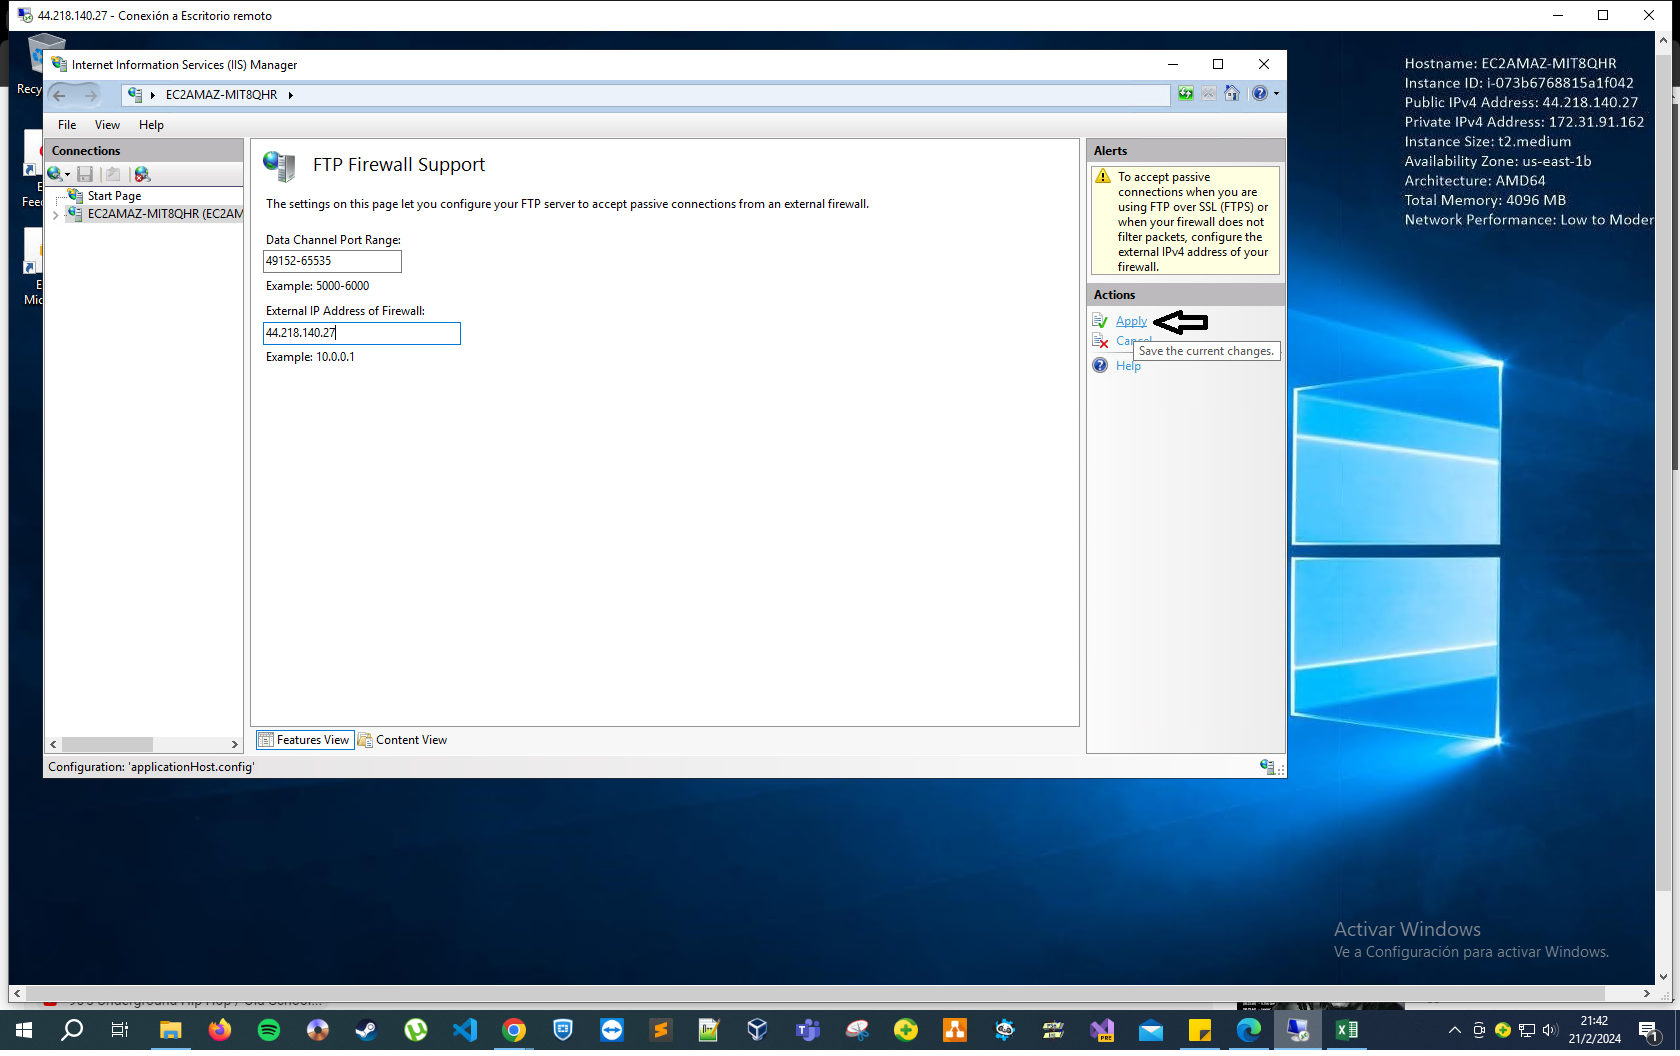 44.218.140.27 - Conexión a Escritorio remoto
Hostname: EC2AMAZ-MIT8QHR
Instance ID: i-073b6768815a1f042
Public IPv4 Address: 44.218.140.27
Private IPv4 Address: 172.31.91.162
Instance Size: t2.medium
Availability Zone: us-east-1b
Architecture: AMD64
Total Memory: 4096 MB
Network Performance: Low to Moder
Recy
E
Fee
E
Mic
Internet Information Services (IIS) Manager
EC2AMAZ-MIT8QHR
File View Help
Connections
Start Page
EC2AMAZ-MIT8QHR (EC2AM
FTP Firewall Support
The settings on this page let you configure your FTP server to accept passive connections from an external firewall.
Data Channel Port Range:
49152-65535
Example: 5000-6000
External IP Address of Firewall:
44.218.140.27
Example: 10.0.0.1
Features View Content View
Configuration: 'applicationHost.config'
Alerts
To accept passive
connections when you are
using FTP over SSL (FTPS) or
when your firewall does not
filter packets, configure the
external IPv4 address of your
firewall.
Actions
Apply
Cancel
Save the current changes.
Help
Activar Windows
Ve a Configuración para activar Windows.
PRE
21:42
21/2/2024
1